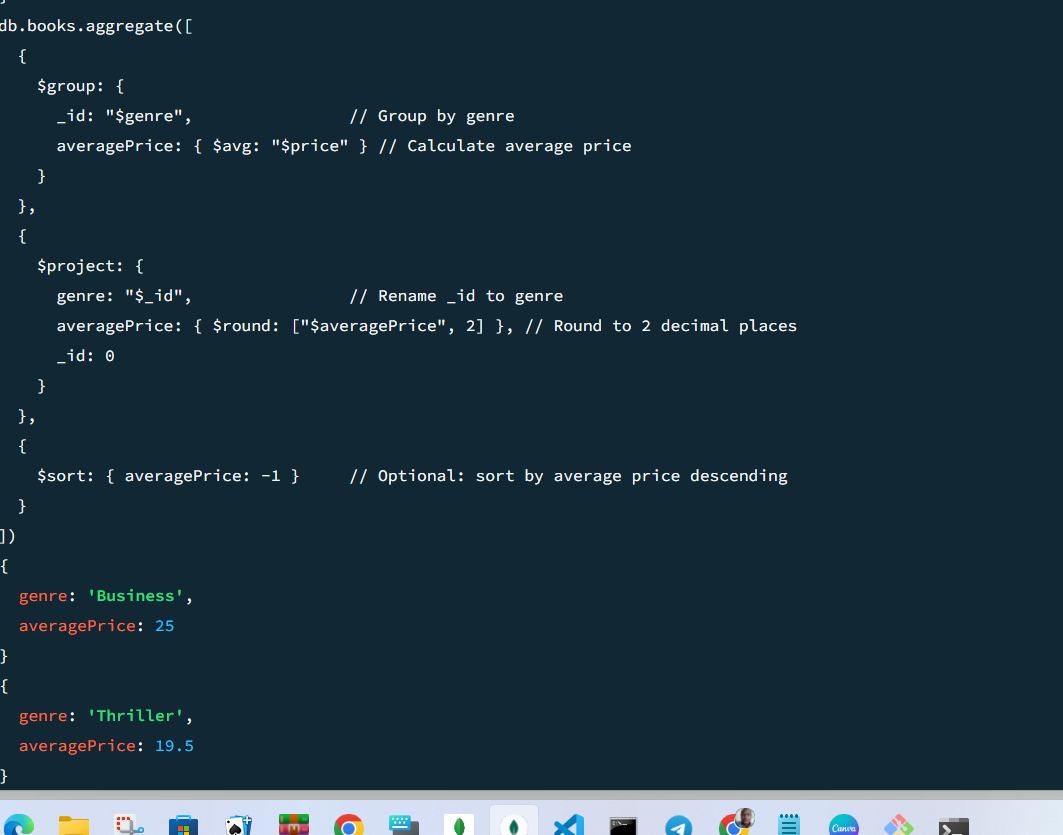 db.books.aggregate([
{
$group: {
_id: "$genre", // Group by genre
averagePrice: { $avg: "$price" } // Calculate average price
}
},
{
$project: {
genre: "$_id", // Rename _id to genre
averagePrice: { $round: ["$averagePrice", 2] }, // Round to 2 decimal places
_id: 0
}
},
{
$sort: { averagePrice: -1 } // Optional: sort by average price descending
}
])
{
genre: 'Business',
averagePrice: 25
}
{
genre: 'Thriller',
averagePrice: 19.5
}
Canva